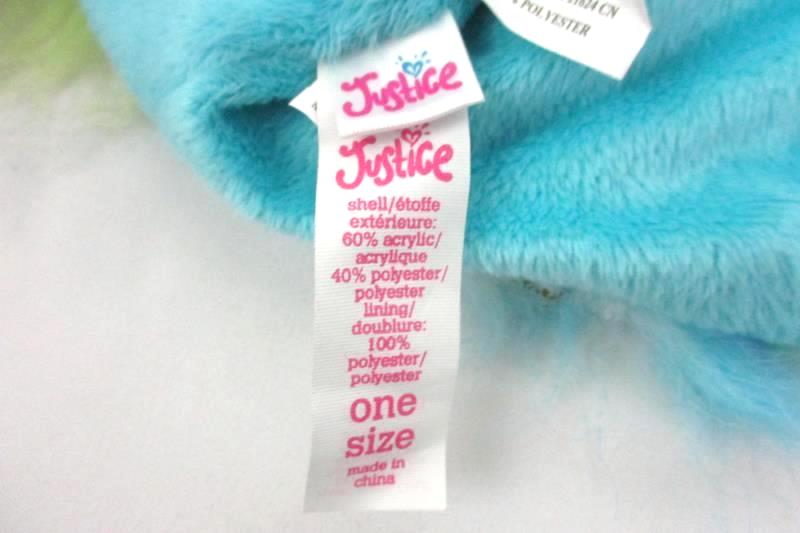 CN
POLYESTER
Justice
Justice
shell/étoffe
extérieure:
60% acrylic/
acrylique
40% polyester/
polyester
lining/
doublure:
100%
polyester/
polyester
one
size
made in
china